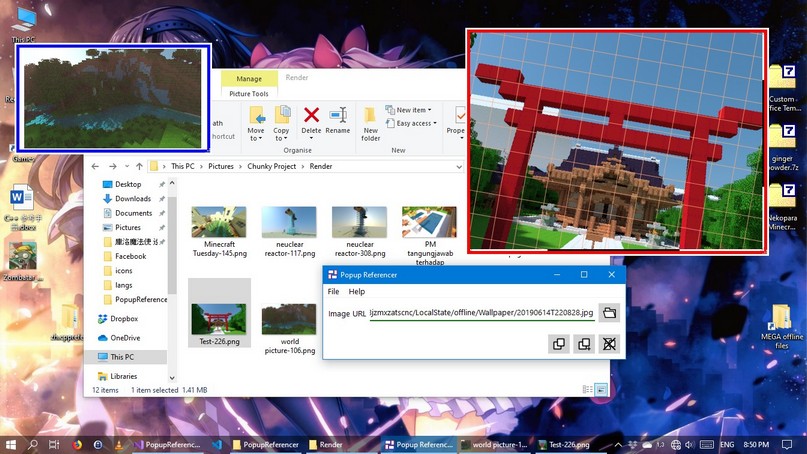 This PC
Manage
Render
Picture Tools
ath
hortcut
Move to
Copy to
Delete
Rename
New folder
New item
Easy access
Prope
Organise
New
This PC > Pictures > Chunky Project > Render
Desktop
Downloads
Documents
Pictures
Facebook
icons
langs
PopupReference
Dropbox
OneDrive
This PC
Libraries
Minecraft Tuesday-145.png
neuclear reactor-117.png
neuclear reactor-308.png
PM tangungjawab terhadap
Test-226.png
world picture-106.png
12 items
1 item selected
1.41 MB
Popup Referencer
File
Help
Image URL
ljzmxzatscnc/LocalState/offline/Wallpaper/20190614T220828.jpg
Custom
ffice Tem...
ginger
powder.7z
Nekopara
Minecr...
MEGA offline
files
PopupReferenc...
PopupReferencer
Render
Popup Referenc...
world picture-1...
Test-226.png
ENG
8:50 PM